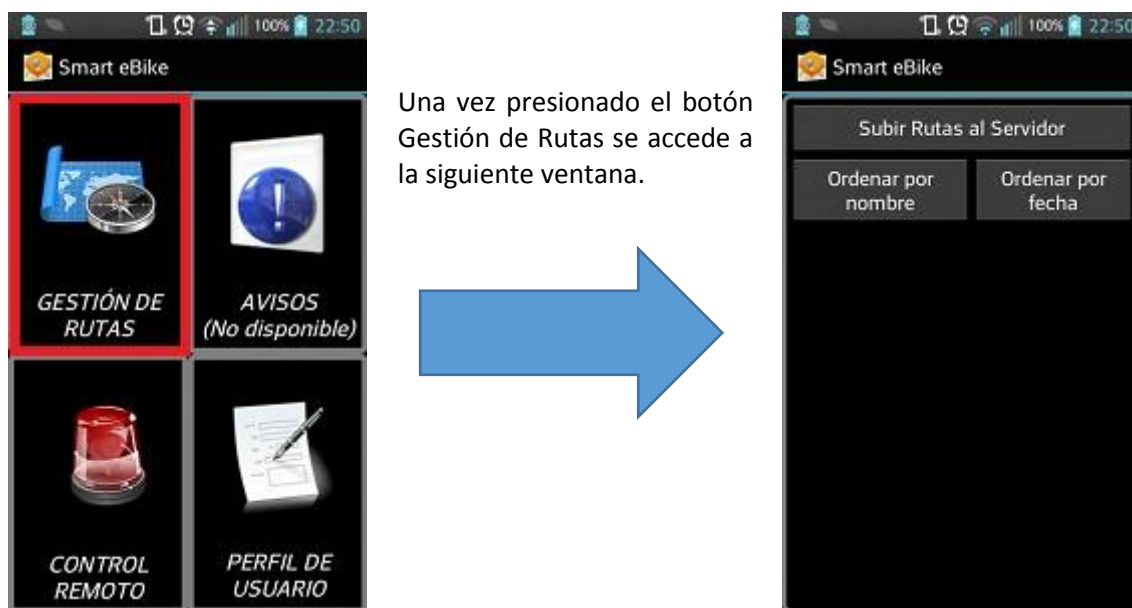 100% 22:50
Smart eBike
GESTIÓN DE
RUTAS
AVISOS
(No disponible)
CONTROL
REMOTO
PERFIL DE
USUARIO
Una vez presionado el botón
Gestión de Rutas se accede a
la siguiente ventana.
100% 22:50
Smart eBike
Subir Rutas al Servidor
Ordenar por
nombre
Ordenar por
fecha